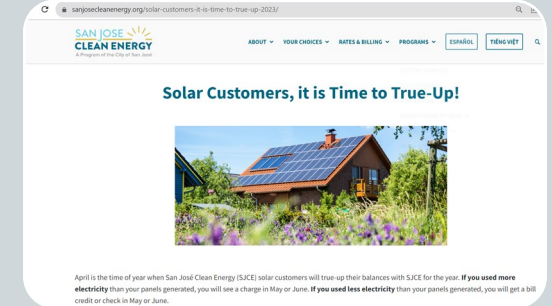 sanjosecleanenergy.org/solar-customers-it-is-time-to-true-up-2023/
SAN JOSE
CLEAN ENERGY
A Program of the City of San José
ABOUT YOUR CHOICES RATES & BILLING PROGRAMS ESPAÑOL TIẾNG VIỆT
Solar Customers, it is Time to True-Up!
April is the time of year when San José Clean Energy (SJCE) solar customers will true-up their balances with SJCE for the year. If you used more
electricity than your panels generated, you will see a charge in May or June. If you used less electricity than your panels generated, you will get a bill
credit or check in May or June.